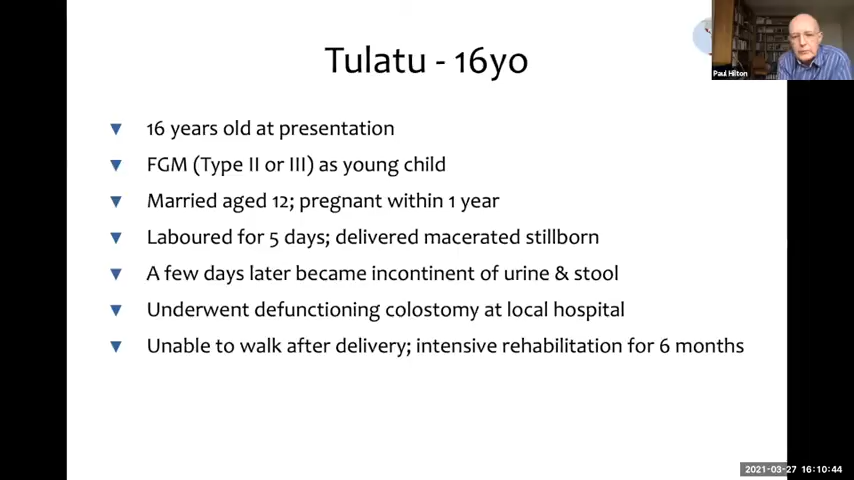 Tulatu - 16yo
Paul Hilton
16 years old at presentation
FGM (Type II or III) as young child
Married aged 12; pregnant within 1 year
Laboured for 5 days; delivered macerated stillborn
A few days later became incontinent of urine & stool
Underwent defunctioning colostomy at local hospital
Unable to walk after delivery; intensive rehabilitation for 6 months
2021-03-27 16:10:44